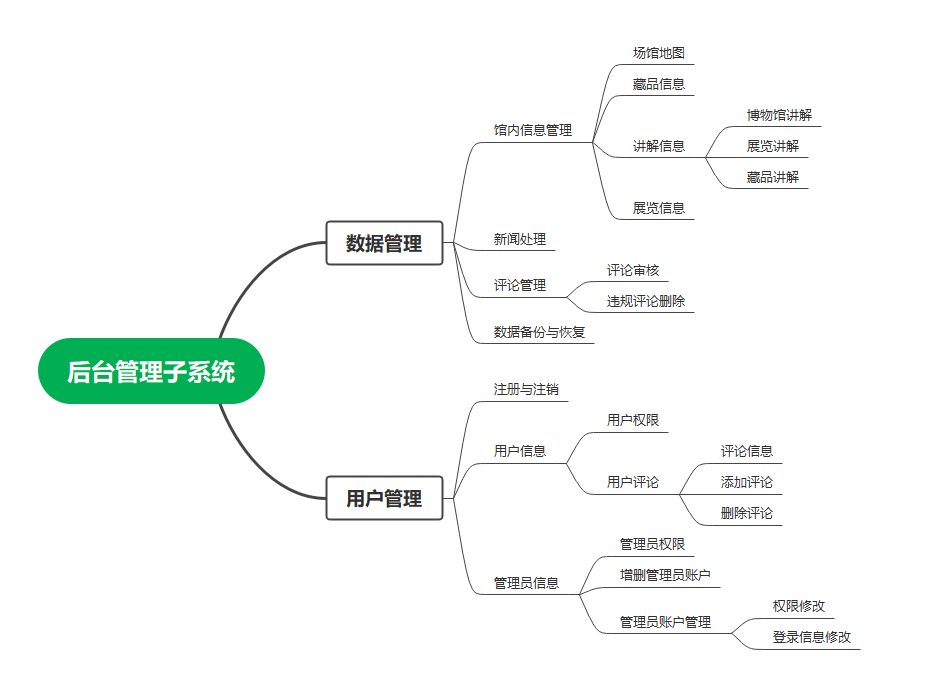 后台管理子系统
数据管理
馆内信息管理
场馆地图
藏品信息
讲解信息
博物馆讲解
展览讲解
藏品讲解
展览信息
新闻处理
评论管理
评论审核
违规评论删除
数据备份与恢复
用户管理
注册与注销
用户信息
用户权限
用户评论
评论信息
添加评论
删除评论
管理员信息
管理员权限
增删管理员账户
管理员账户管理
权限修改
登录信息修改